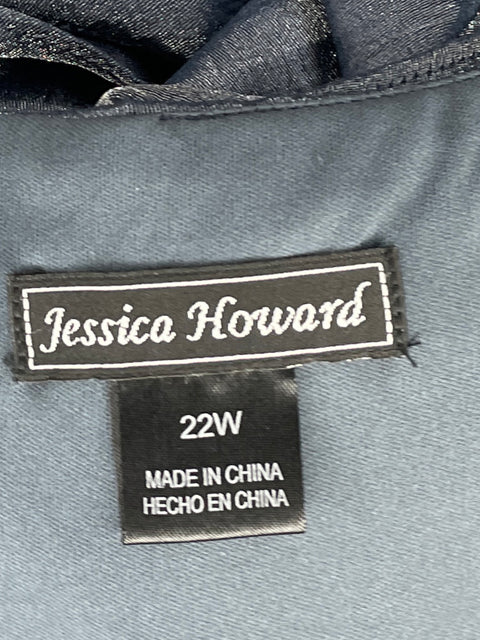 Jessica Howard
22W
MADE IN CHINA
HECHO EN CHINA